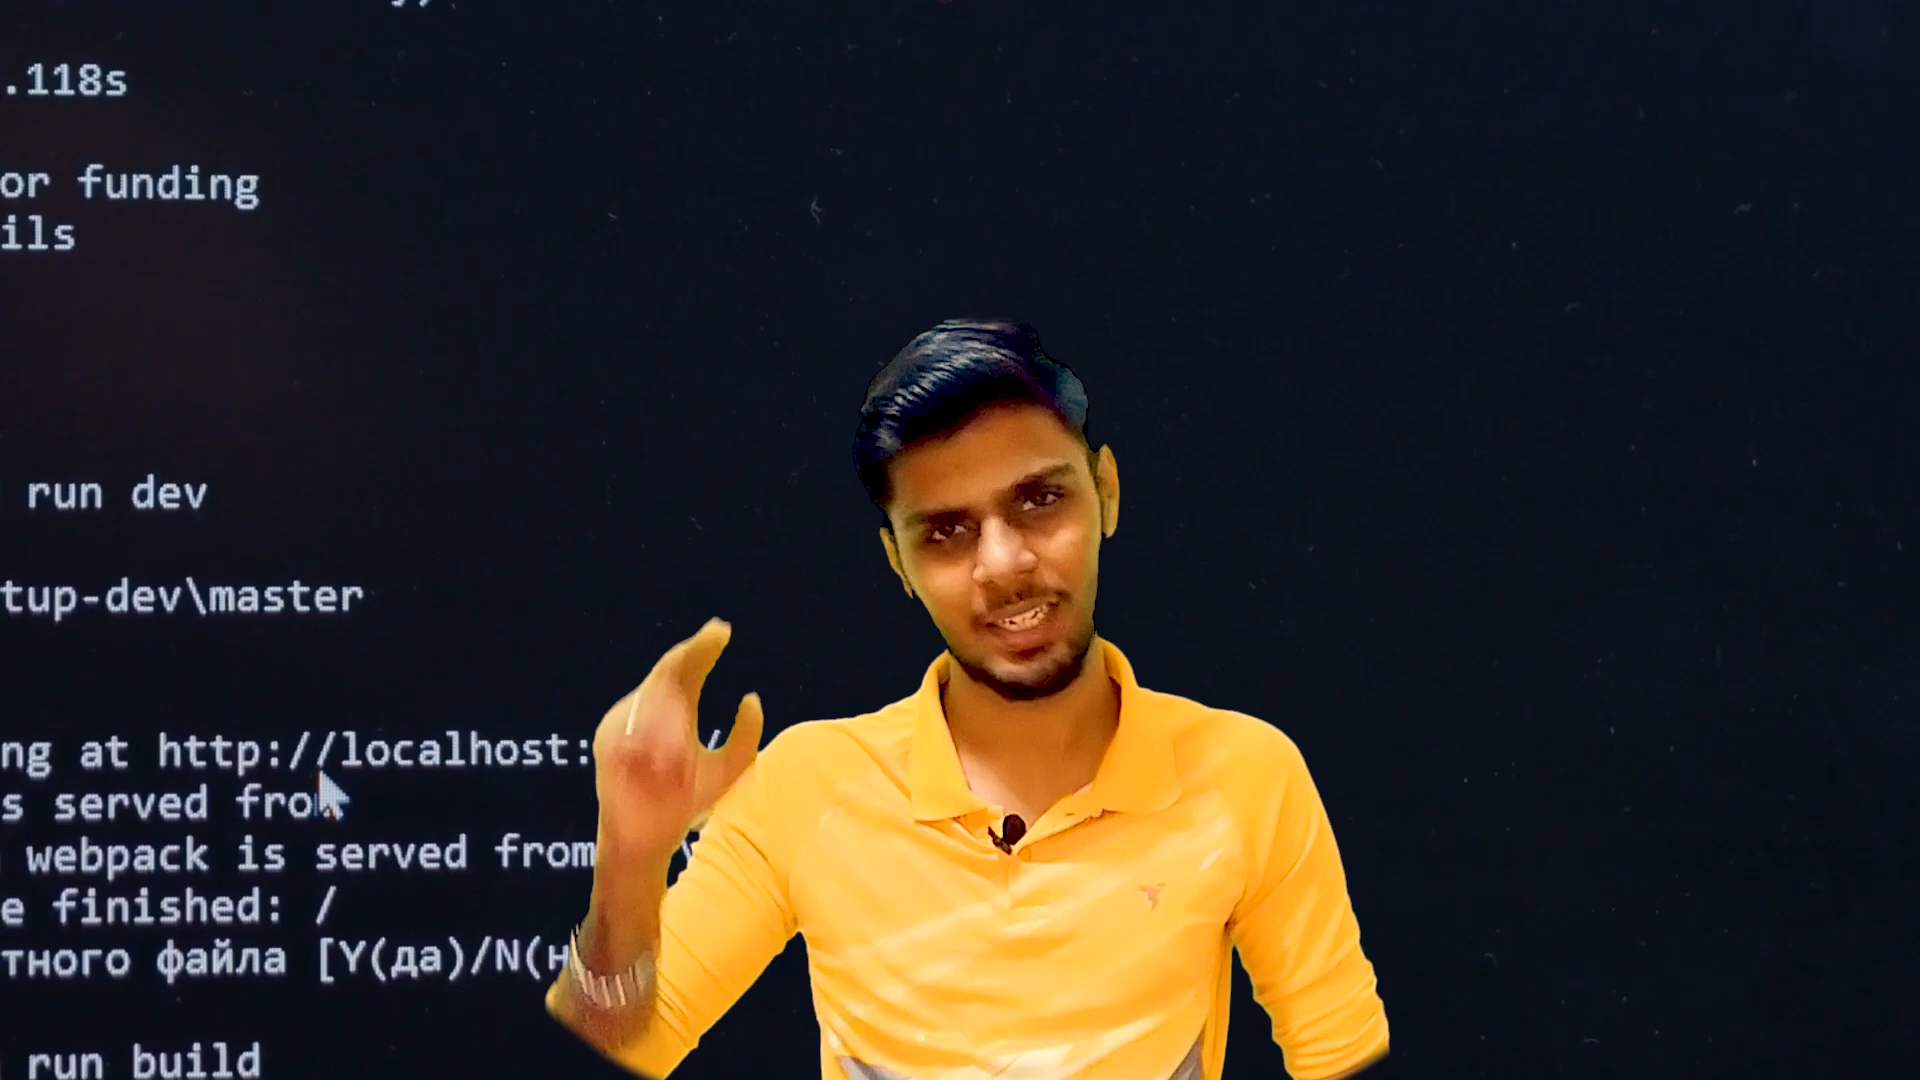 .118s
or funding
ils
run dev
tup-dev\master
ng at http://localhost: /
s served fro
webpack is served from
e finished: /
тного файла [Y(да)/N(н
run build